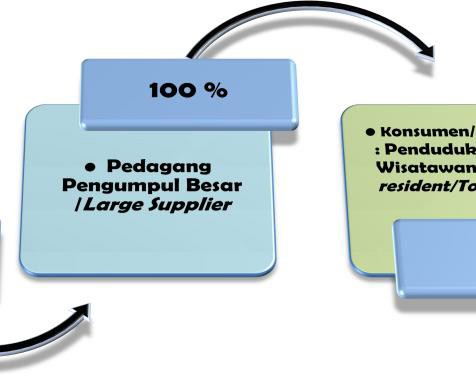 100 %
● Pedagang
Pengumpul Besar
/Large Supplier
● Konsumen/
: Penduduk
Wisatawan
resident/To